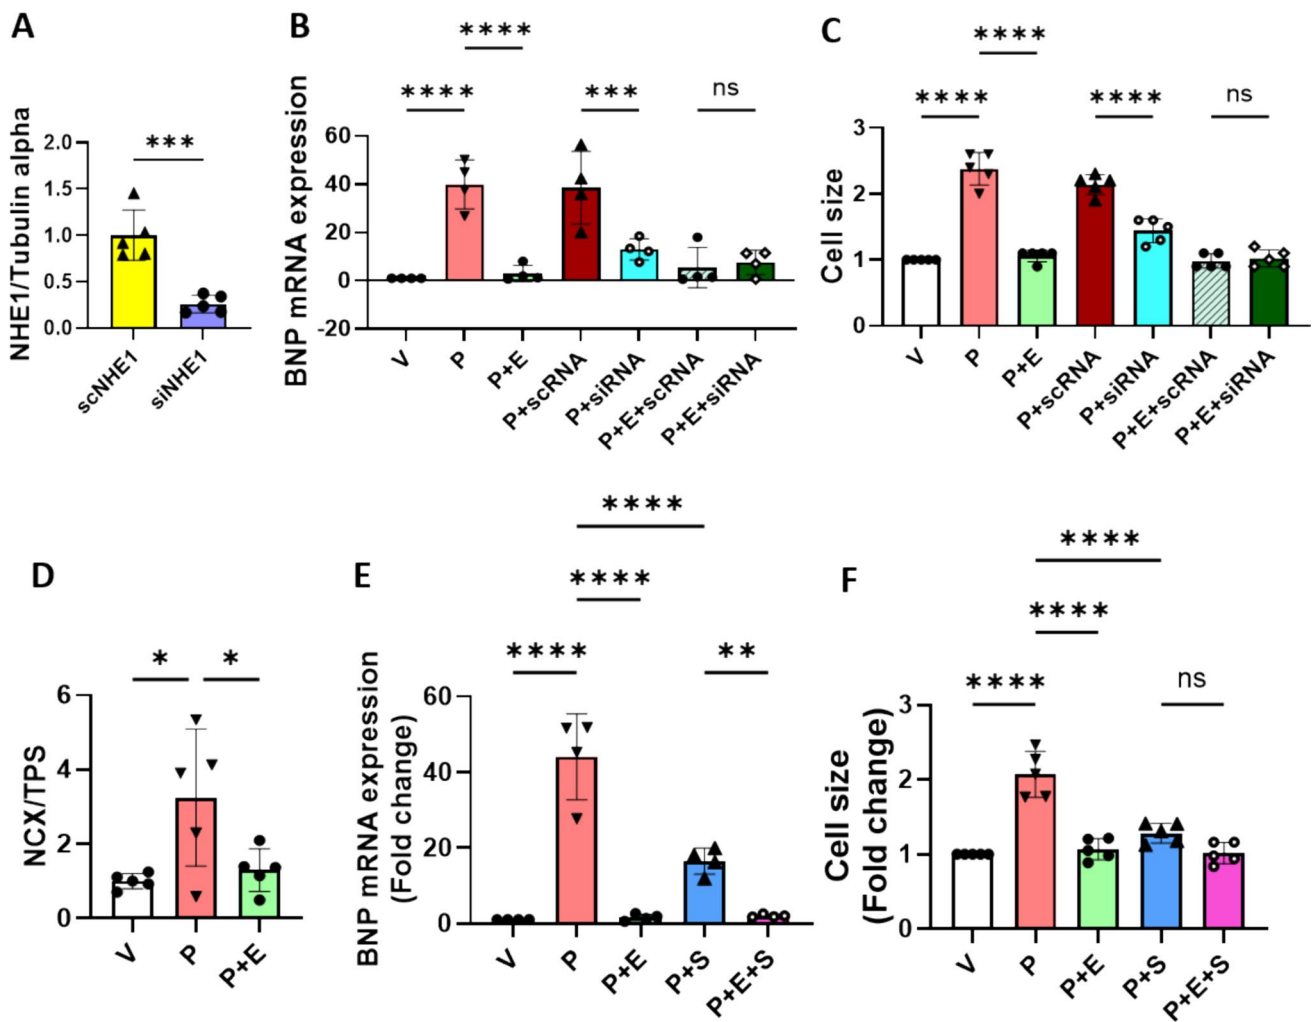 A
NHE1/Tubulin alpha
2.0
1.5
1.0
0.5
0.0
***
scNHE1
siNHE1
B
BNP mRNA expression
60
40
20
0
-20
****
****
***
ns
V
P
P+E
P+scRNA
P+siRNA
P+E+scRNA
P+E+siRNA
C
Cell size
3
2
1
0
****
****
****
ns
V
P
P+E
P+scRNA
P+siRNA
P+E+scRNA
P+E+siRNA
D
NCX/TPS
6
4
2
0
*
*
V
P
P+E
E
BNP mRNA expression
(Fold change)
60
40
20
0
****
****
****
**
V
P
P+E
P+S
P+E+S
F
Cell size
(Fold change)
3
2
1
0
****
****
****
ns
V
P
P+E
P+S
P+E+S